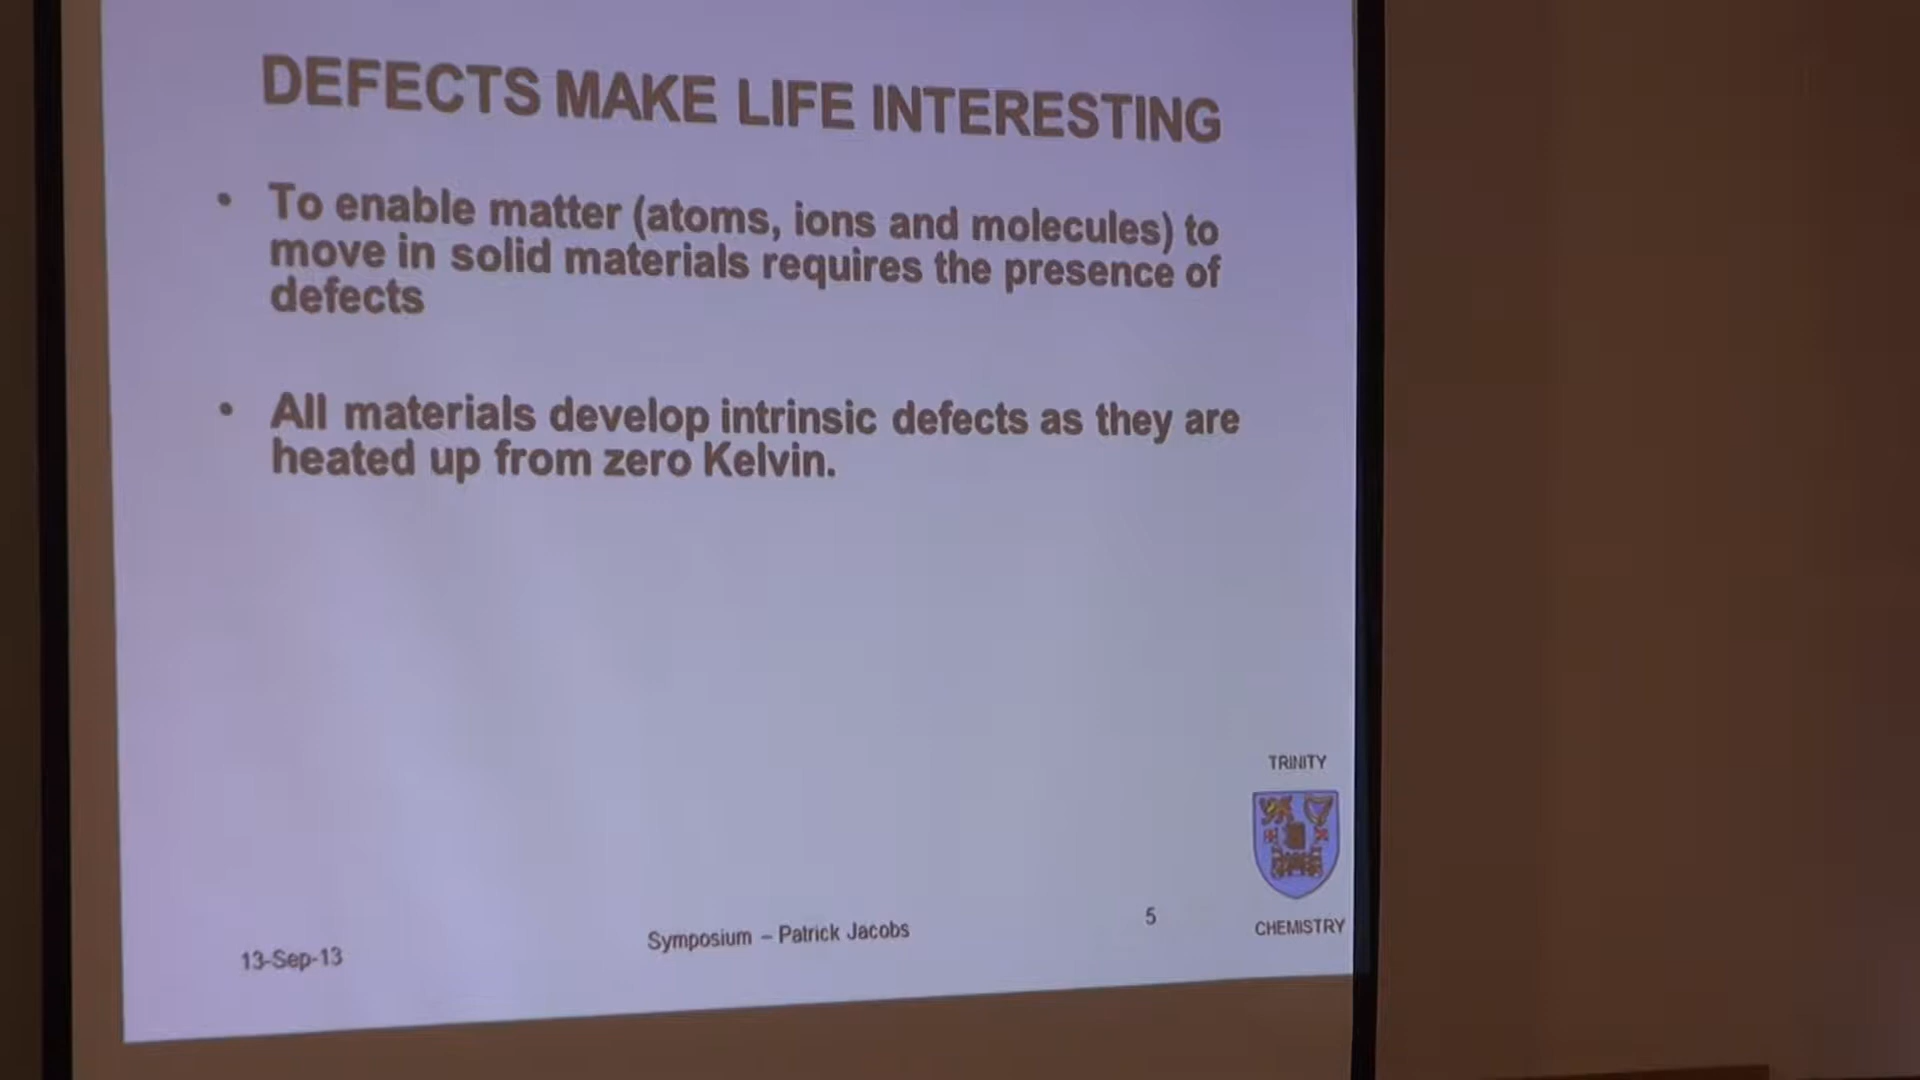 DEFECTS MAKE LIFE INTERESTING
• To enable matter (atoms, ions and molecules) to
move in solid materials requires the presence of
defects
• All materials develop intrinsic defects as they are
heated up from zero Kelvin.
TRINITY
CHEMISTRY
13-Sep-13
Symposium – Patrick Jacobs
5